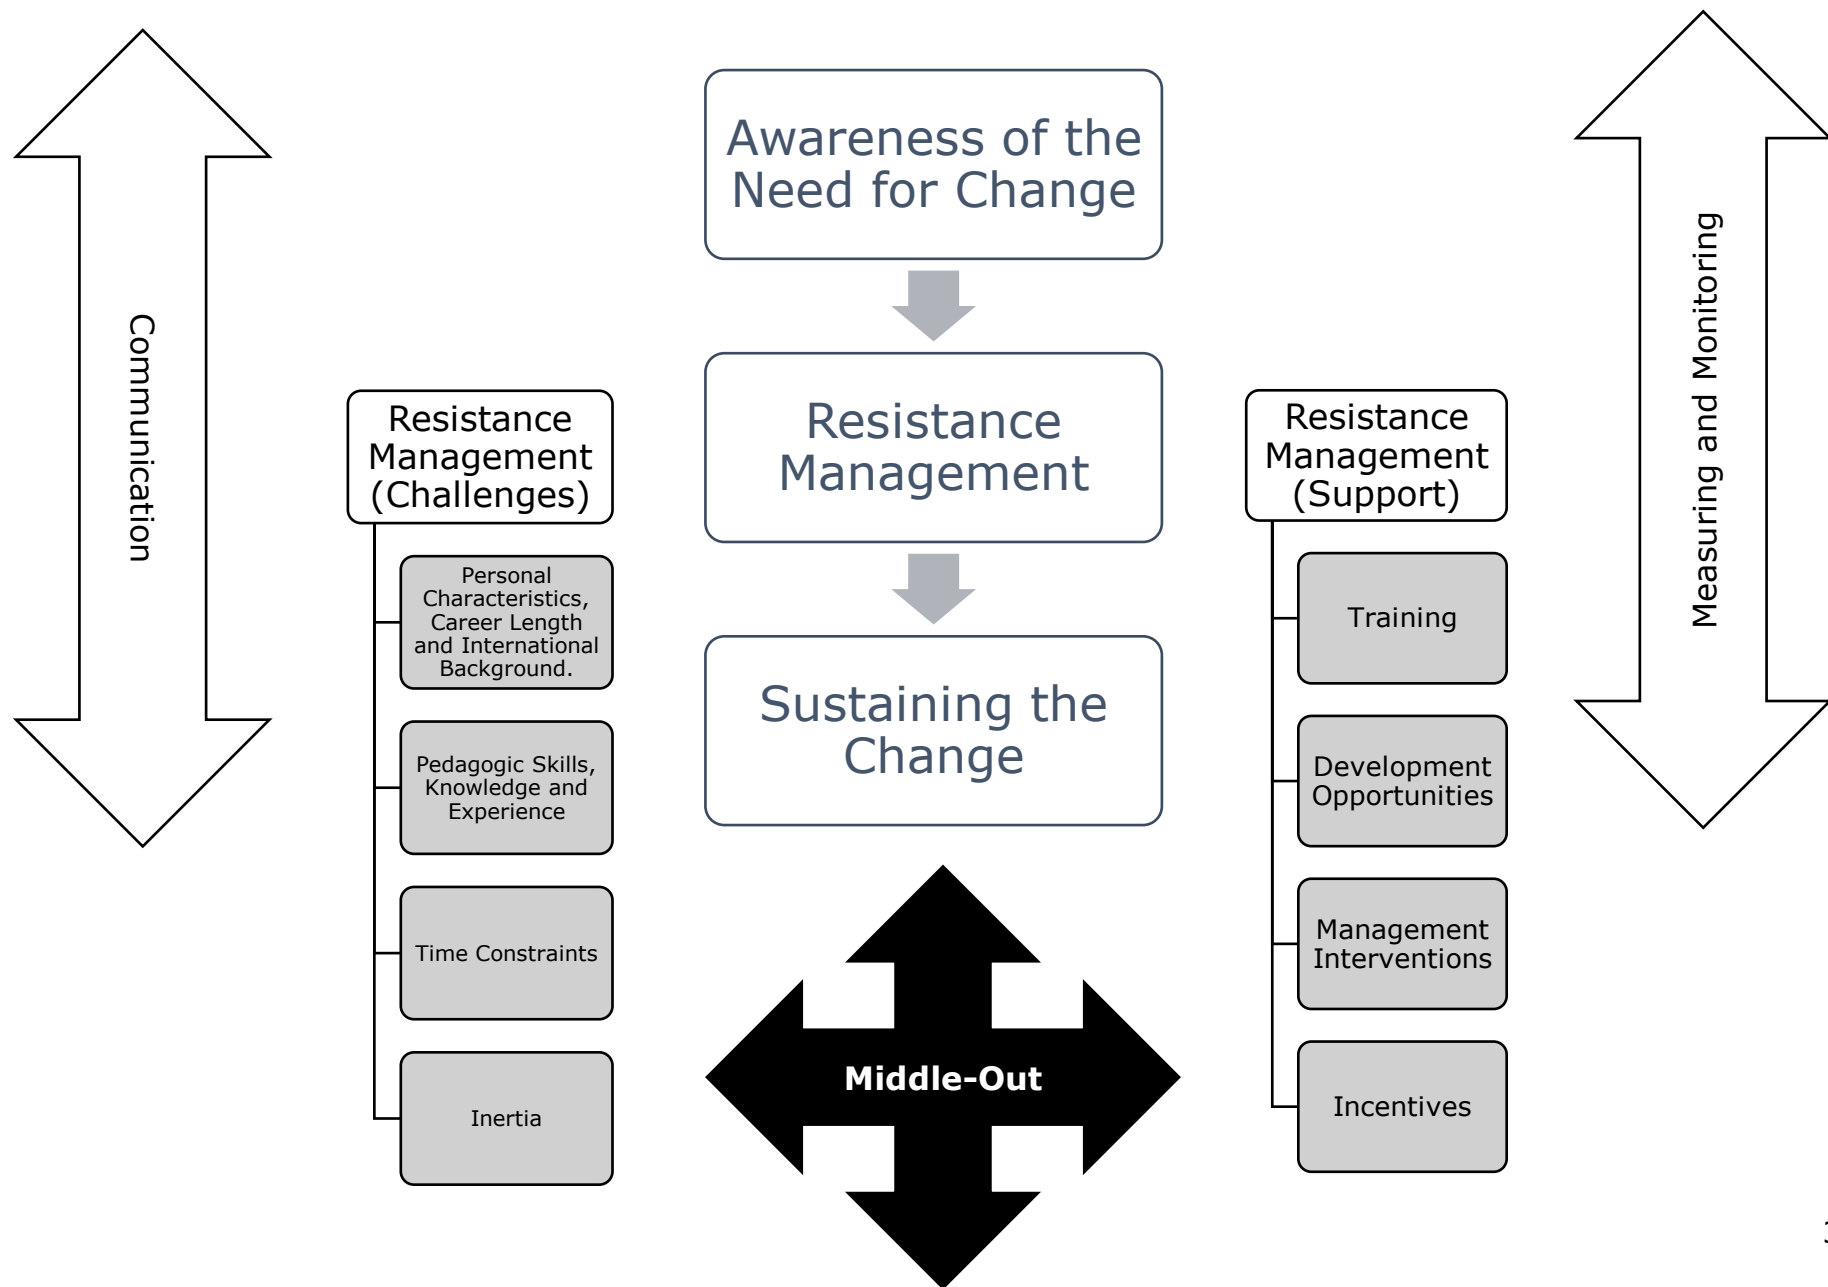 Awareness of the
Need for Change
Communication
Measuring and Monitoring
Resistance
Management
(Challenges)
Resistance
Management
Resistance
Management
(Support)
Personal
Characteristics,
Career Length
and International
Background.
Training
Sustaining the
Change
Pedagogic Skills,
Knowledge and
Experience
Development
Opportunities
Time Constraints
Management
Interventions
Middle-Out
Inertia
Incentives